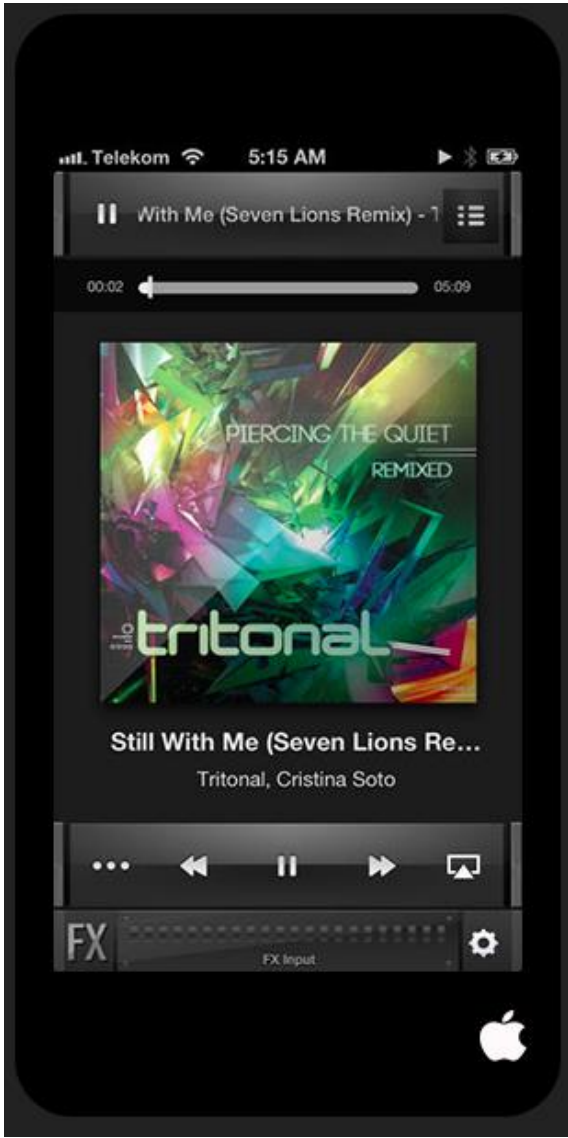 Telekom 5:15 AM
With Me (Seven Lions Remix) -
00:02 05:09
PIERCING THE QUIET
REMIXED
tritonal
Still With Me (Seven Lions Re...
Tritonal, Cristina Soto
FX
FX Input